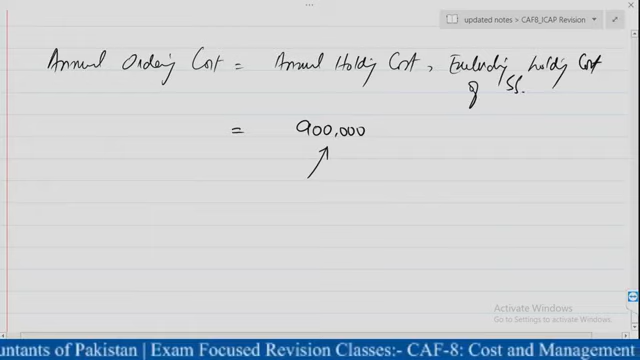 updated notes > CAF8_ICAP Revision
Annual Ordering Cost = Annual Holding Cost, Excluding holding cost
of SS.
= 900,000
Activate Windows
Go to Settings to activate Windows.
untants of Pakistan | Exam Focused Revision Classes:- CAF-8: Cost and Management